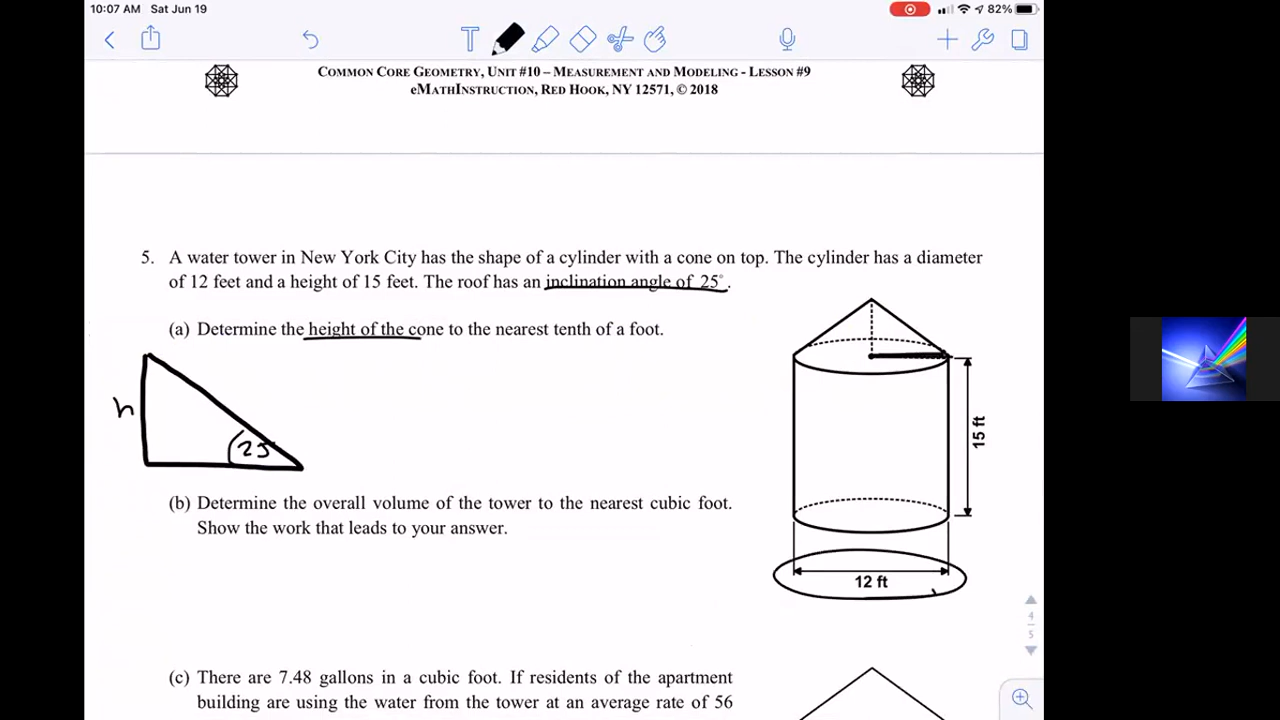 10:07 AM Sat Jun 19
82%
T
COMMON CORE GEOMETRY, UNIT #10 – MEASUREMENT AND MODELING - LESSON #9
eMATHINSTRUCTION, RED HOOK, NY 12571, © 2018
5. A water tower in New York City has the shape of a cylinder with a cone on top. The cylinder has a diameter
of 12 feet and a height of 15 feet. The roof has an inclination angle of 25°.
(a) Determine the height of the cone to the nearest tenth of a foot.
h
25
15 ft
(b) Determine the overall volume of the tower to the nearest cubic foot.
Show the work that leads to your answer.
12 ft
4
5
(c) There are 7.48 gallons in a cubic foot. If residents of the apartment
building are using the water from the tower at an average rate of 56